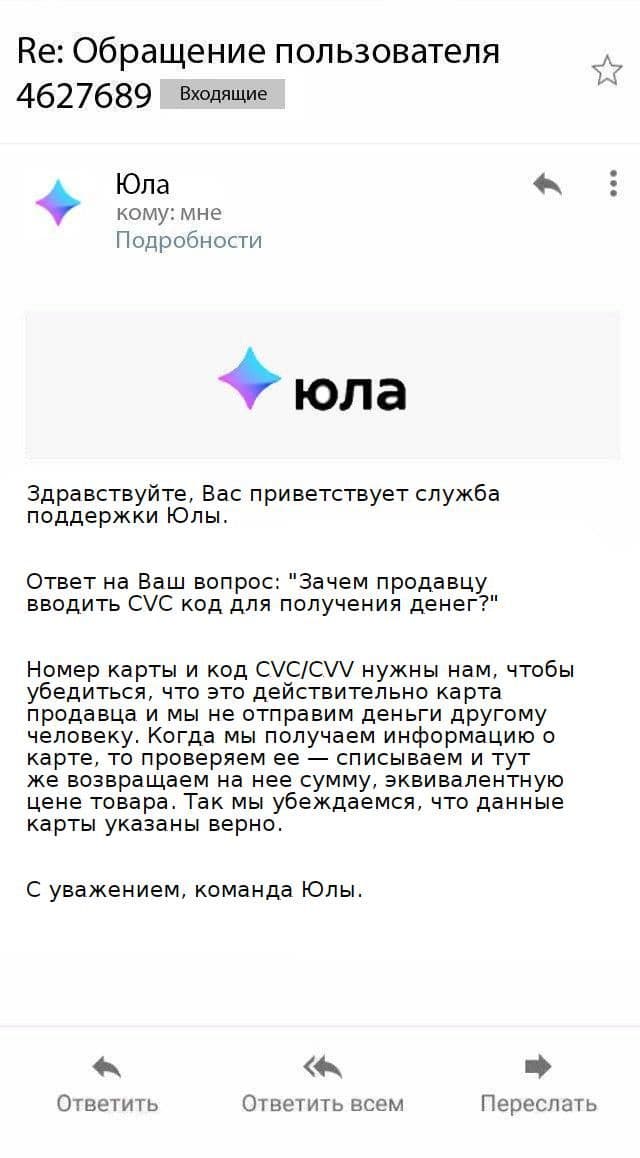 Re: Обращение пользователя
4627689 Входящие
Юла
кому: мне
Подробности
юла
Здравствуйте, Вас приветствует служба
поддержки Юлы.
Ответ на Ваш вопрос: "Зачем продавцу
вводить CVC код для получения денег?"
Номер карты и код CVC/CVV нужны нам, чтобы
убедиться, что это действительно карта
продавца и мы не отправим деньги другому
человеку. Когда мы получаем информацию о
карте, то проверяем ее — списываем и тут
же возвращаем на нее сумму, эквивалентную
цене товара. Так мы убеждаемся, что данные
карты указаны верно.
С уважением, команда Юлы.
Ответить
Ответить всем
Переслать